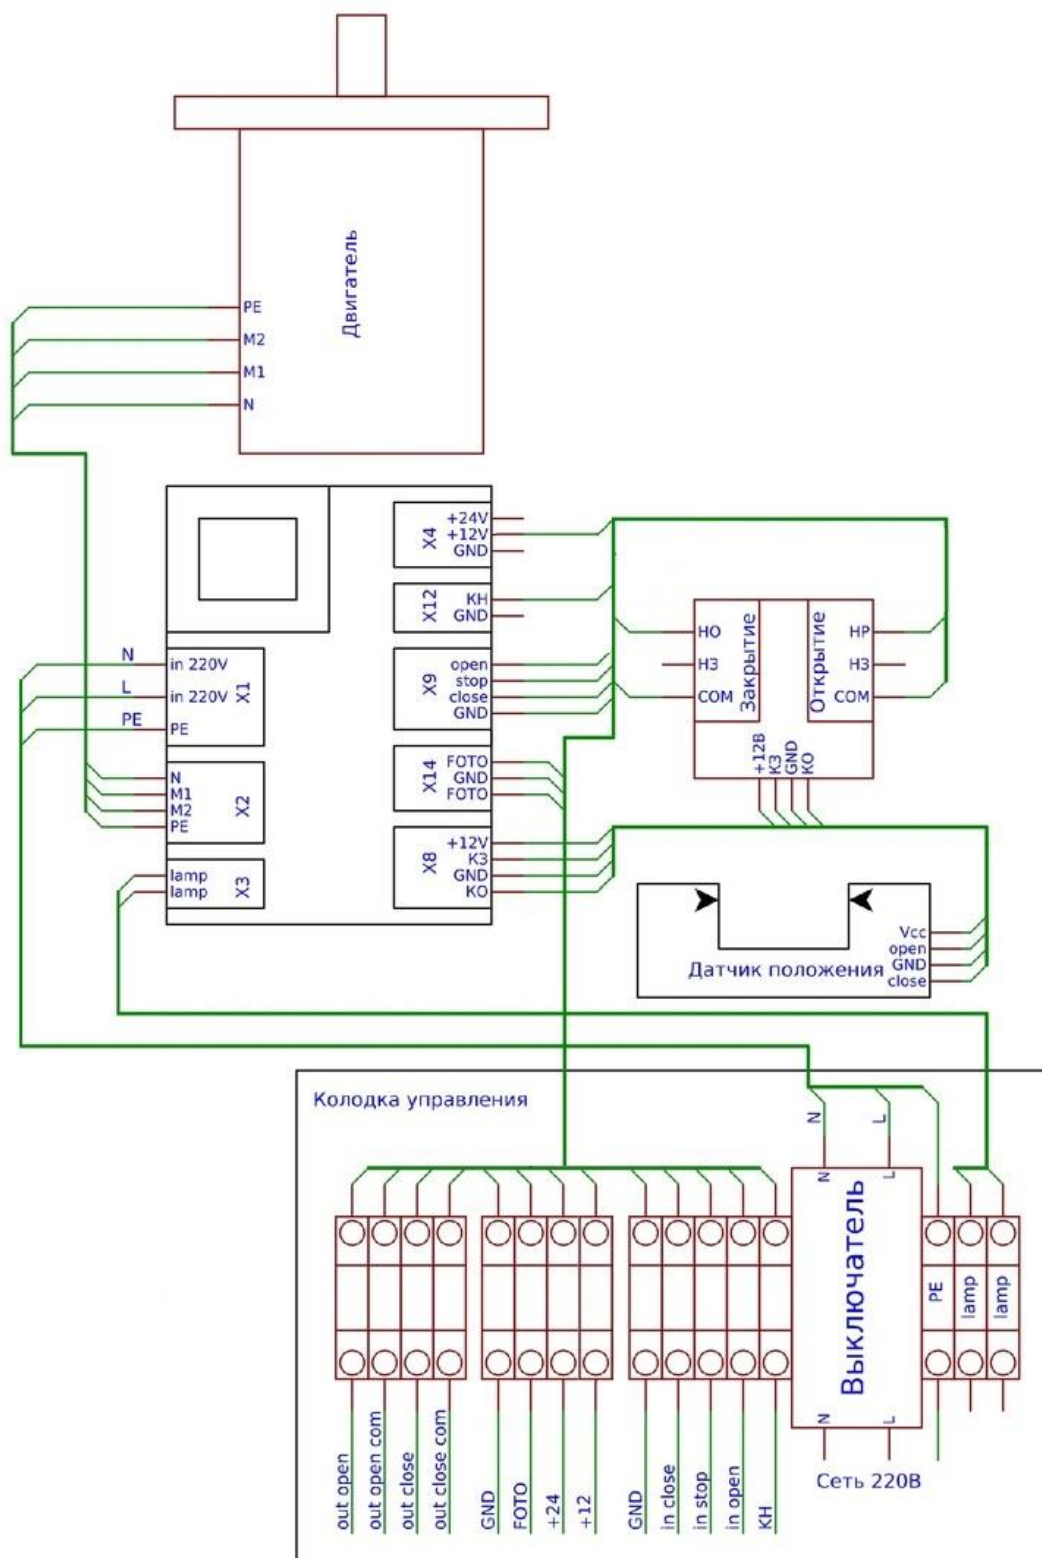 Двигатель
PE
M2
M1
N
X4
+24V
+12V
GND
X12
KH
GND
N
in 220V
L
in 220V
PE
PE
X1
X9
open
stop
close
GND
N
M1
M2
PE
X2
X14
FOTO
GND
FOTO
lamp
lamp
X3
X8
+12V
K3
GND
KO
НО
НЗ
COM
Закрытие
Открытие
НР
НЗ
COM
+12В
КЗ
GND
КО
Датчик положения
Vcc
open
GND
close
Колодка управления
N
L
N
L
Выключатель
PE
lamp
lamp
N
L
Сеть 220В
out open
out open com
out close
out close com
GND
FOTO
+24
+12
GND
in close
in stop
in open
KH